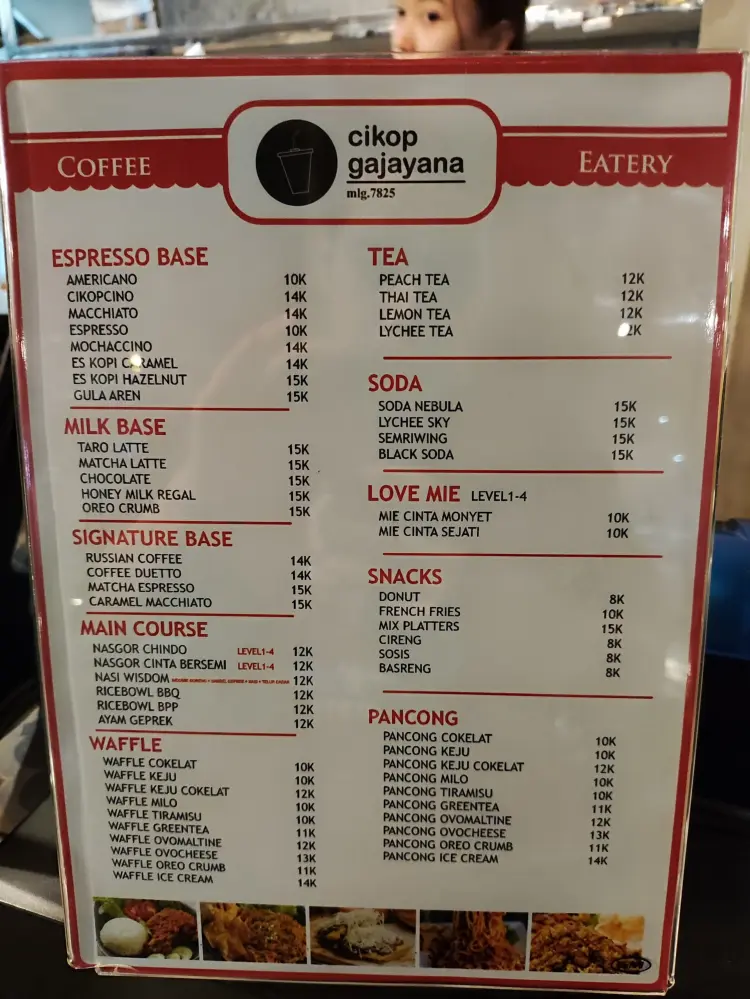 COFFEE
cikop
gajayana
mlg.7825
EATERY
ESPRESSO BASE
AMERICANO 10K
CIKOPCINO 14K
MACCHIATO 14K
ESPRESSO 10K
MOCHACCINO 14K
ES KOPI CARAMEL 14K
ES KOPI HAZELNUT 15K
GULA AREN 15K
MILK BASE
TARO LATTE 15K
MATCHA LATTE 15K
CHOCOLATE 15K
HONEY MILK REGAL 15K
OREO CRUMB 15K
SIGNATURE BASE
RUSSIAN COFFEE 14K
COFFEE DUETTO 14K
MATCHA ESPRESSO 15K
CARAMEL MACCHIATO 15K
MAIN COURSE
NASGOR CHINDO LEVEL1-4 12K
NASGOR CINTA BERSEMI LEVEL1-4 12K
NASI WISDOM 12K
RICEBOWL BBQ 12K
RICEBOWL BPP 12K
AYAM GEPREK 12K
WAFFLE
WAFFLE COKELAT 10K
WAFFLE KEJU 10K
WAFFLE KEJU COKELAT 12K
WAFFLE MILO 10K
WAFFLE TIRAMISU 10K
WAFFLE GREENTEA 11K
WAFFLE OVOMALTINE 12K
WAFFLE OVOCHEESE 13K
WAFFLE OREO CRUMB 11K
WAFFLE ICE CREAM 14K
TEA
PEACH TEA 12K
THAI TEA 12K
LEMON TEA 12K
LYCHEE TEA 2K
SODA
SODA NEBULA 15K
LYCHEE SKY 15K
SEMRIWING 15K
BLACK SODA 15K
LOVE MIE LEVEL1-4
MIE CINTA MONYET 10K
MIE CINTA SEJATI 10K
SNACKS
DONUT 8K
FRENCH FRIES 10K
MIX PLATTERS 15K
CIRENG 8K
SOSIS 8K
BASRENG 8K
PANCONG
PANCONG COKELAT 10K
PANCONG KEJU 10K
PANCONG KEJU COKELAT 12K
PANCONG MILO 10K
PANCONG TIRAMISU 10K
PANCONG GREENTEA 11K
PANCONG OVOMALTINE 12K
PANCONG OVOCHEESE 13K
PANCONG OREO CRUMB 11K
PANCONG ICE CREAM 14K